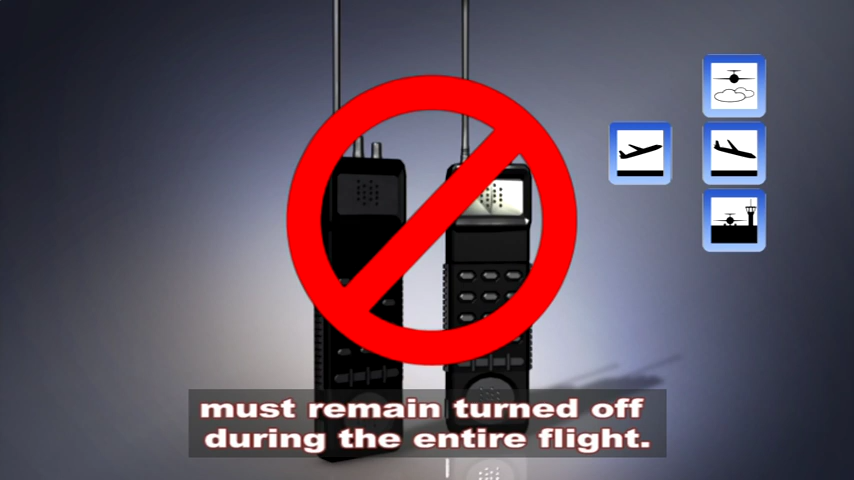 must remain turned off
during the entire flight.